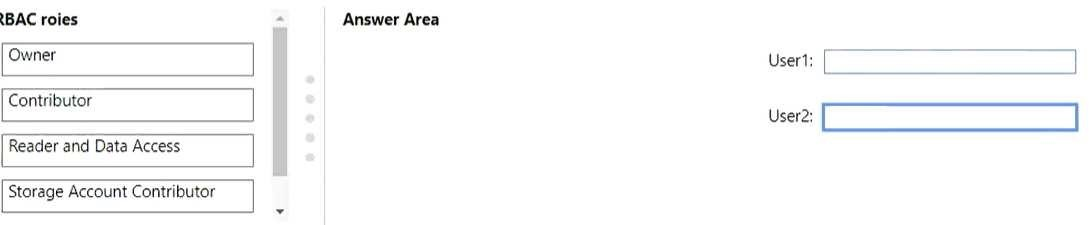 RBAC roies
Owner
Contributor
Reader and Data Access
Storage Account Contributor
Answer Area
User1:
User2: